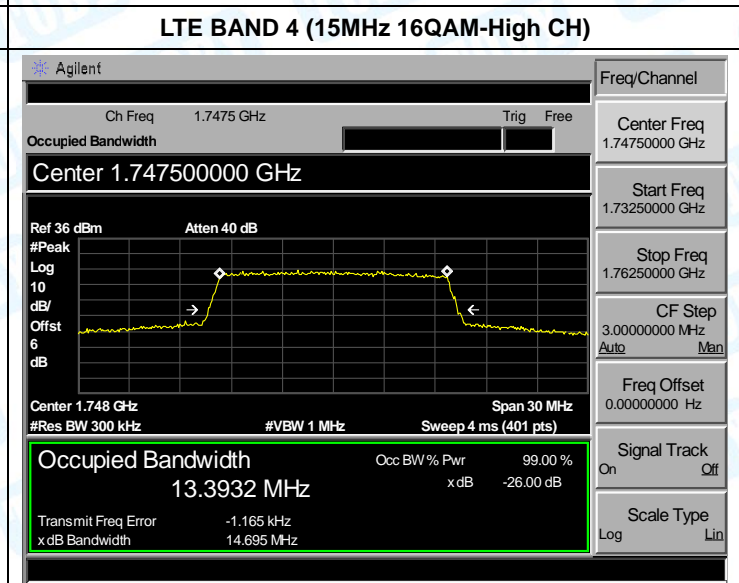 LTE BAND 4 (15MHz 16QAM-High CH)
Agilent
Freq/Channel
Ch Freq 1.7475 GHz Trig Free
Occupied Bandwidth
Center 1.747500000 GHz
Ref 36 dBm Atten 40 dB
#Peak
Log
10
dB/
Offst
6
dB
Center 1.748 GHz Span 30 MHz
#Res BW 300 kHz #VBW 1 MHz Sweep 4 ms (401 pts)
Occupied Bandwidth Occ BW % Pwr 99.00 %
13.3932 MHz x dB -26.00 dB
Transmit Freq Error -1.165 kHz
x dB Bandwidth 14.695 MHz
Center Freq
1.74750000 GHz
Start Freq
1.73250000 GHz
Stop Freq
1.76250000 GHz
CF Step
3.00000000 MHz
Auto Man
Freq Offset
0.00000000 Hz
Signal Track
On Off
Scale Type
Log Lin